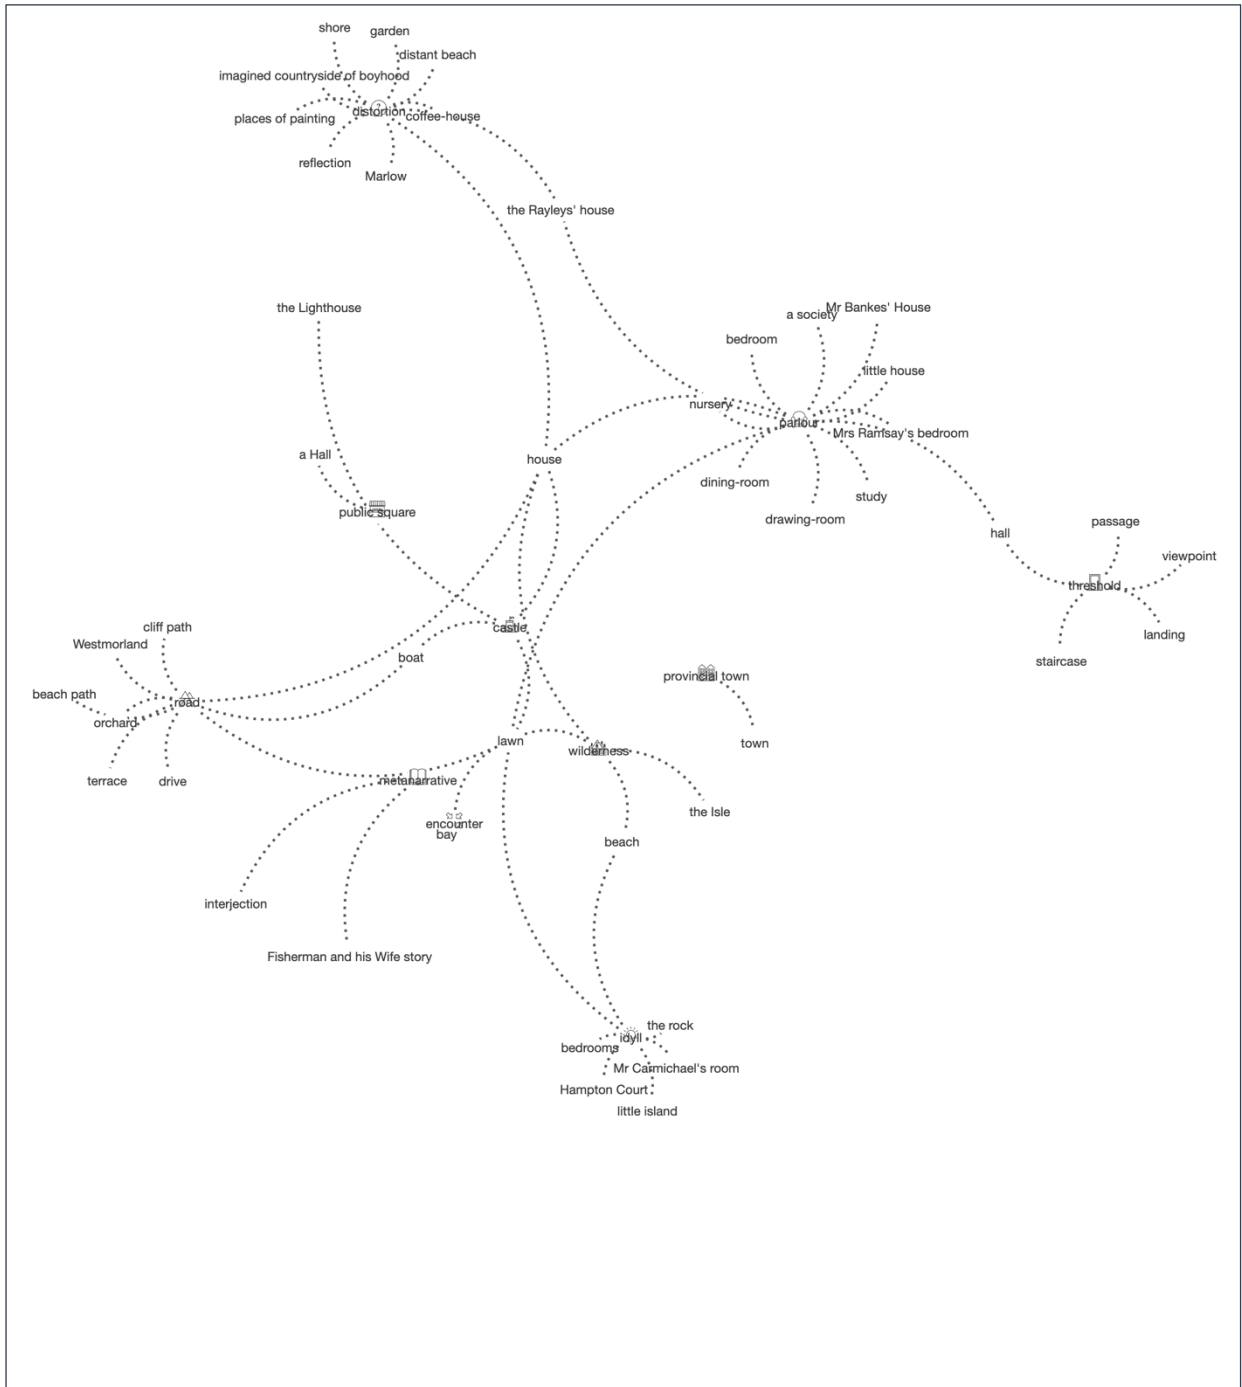 shore
garden
distant beach
imagined countryside of boyhood
distortion
coffee-house
places of painting
reflection
Marlow
the Rayleys' house
the Lighthouse
Mr Bankes' House
a society
bedroom
little house
nursery
parlour
Mrs Ramsay's bedroom
a Hall
house
dining-room
study
public square
drawing-room
passage
hall
viewpoint
threshold
cliff path
castle
landing
Westmorland
boat
staircase
provincial town
beach path
road
orchard
lawn
town
wilderness
terrace
drive
metanarrative
the Isle
encounter
bay
beach
interjection
Fisherman and his Wife story
the rock
idyll
bedrooms
Mr Carmichael's room
Hampton Court
little island
?